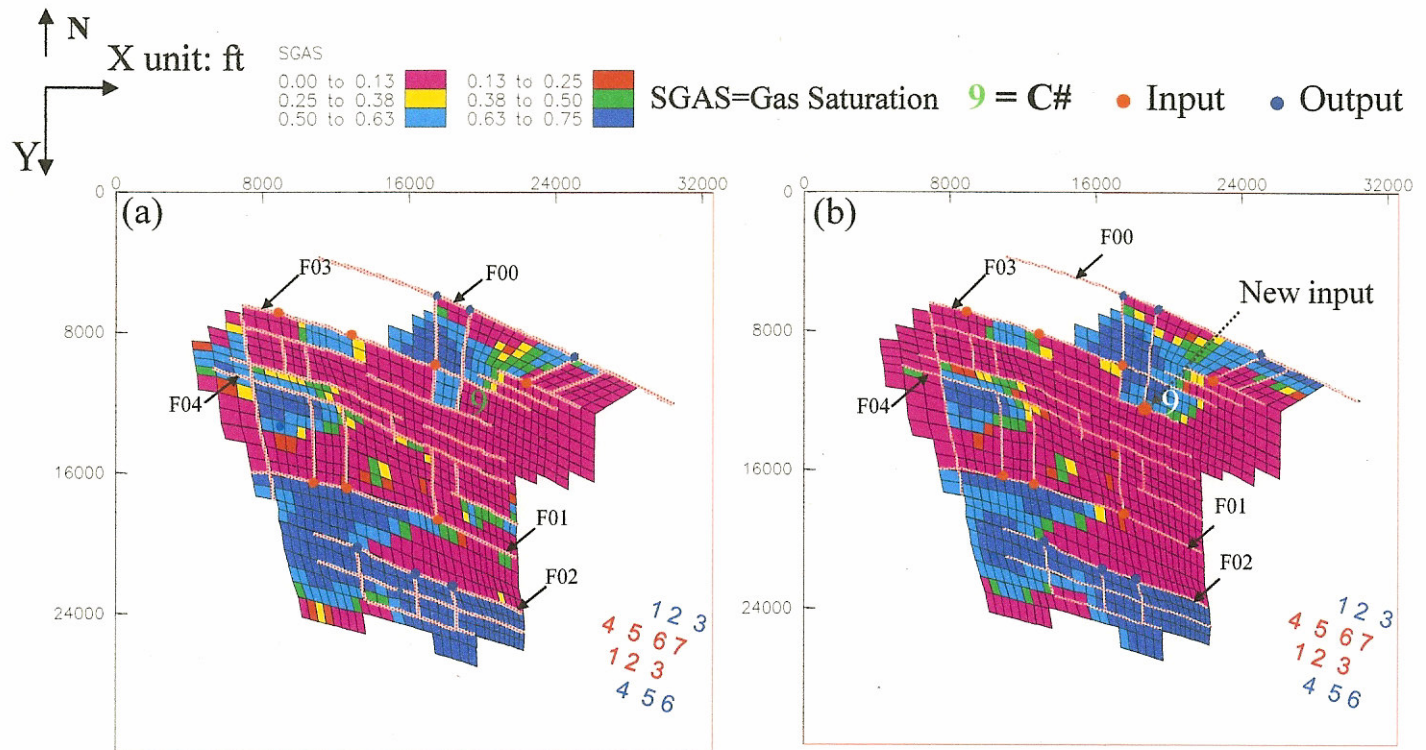 N
X unit: ft
Y
SGAS
0.00 to 0.13 0.13 to 0.25
0.25 to 0.38 0.38 to 0.50
0.50 to 0.63 0.63 to 0.75
SGAS=Gas Saturation 9 = C# Input Output
0 8000 16000 24000 32000
0
8000
16000
24000
(a)
F03
F00
F04
9
F01
F02
1 2 3
4 5 6 7
1 2 3
4 5 6
0 8000 16000 24000 32000
0
8000
16000
24000
(b)
F00
F03
New input
F04
9
F01
F02
1 2 3
4 5 6 7
1 2 3
4 5 6